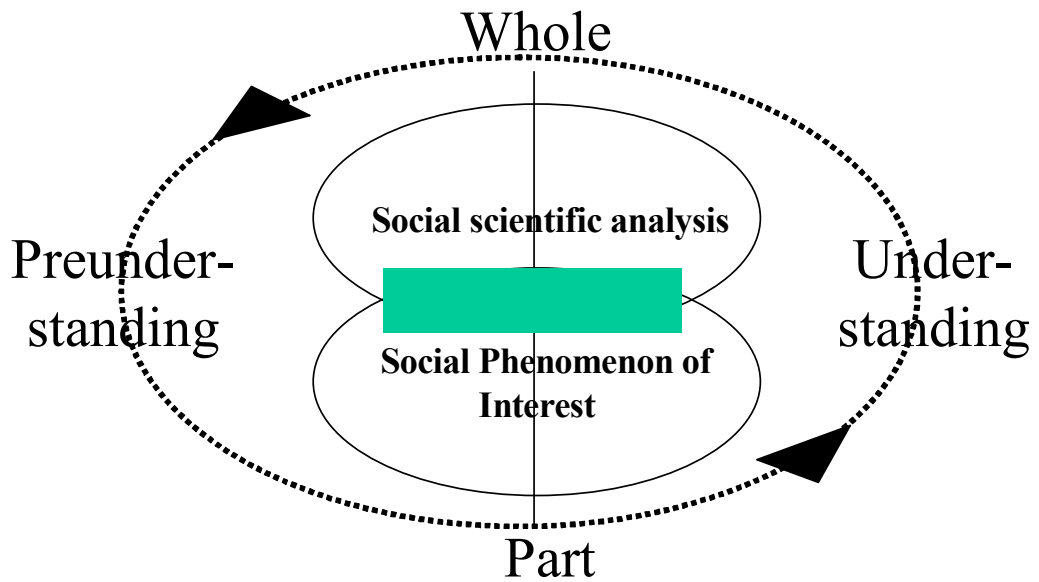 Whole
Social scientific analysis
Preunder-
standing
Under-
standing
Social Phenomenon of
Interest
Part